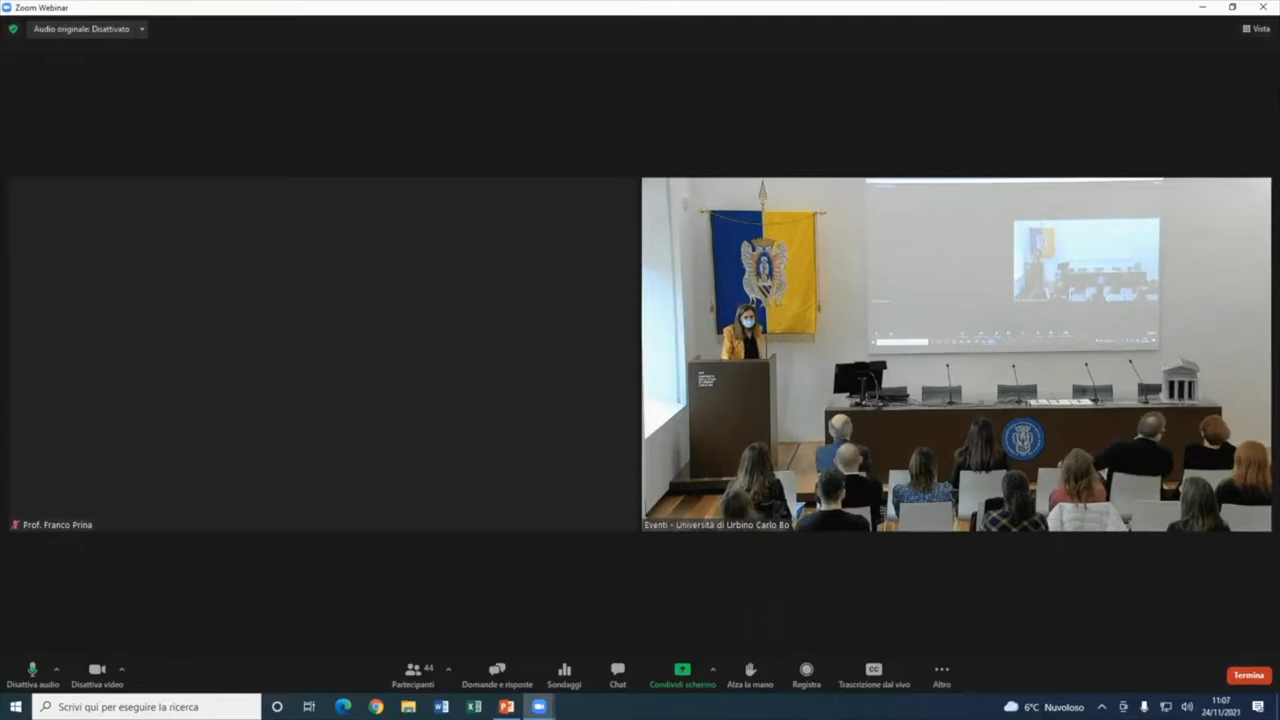 Zoom Webinar
Audio originale: Disattivato
Vista
Prof. Franco Prina
Eventi - Università di Urbino Carlo Bo
Disattiva audio
Disattiva video
44
Partecipanti
Domande e risposte
Sondaggi
Chat
Condividi schermo
Alza la mano
Registra
CC
Trascrizione dal vivo
Altro
Termina
Scrivi qui per eseguire la ricerca
6°C Nuvoloso
11:07
24/11/2021